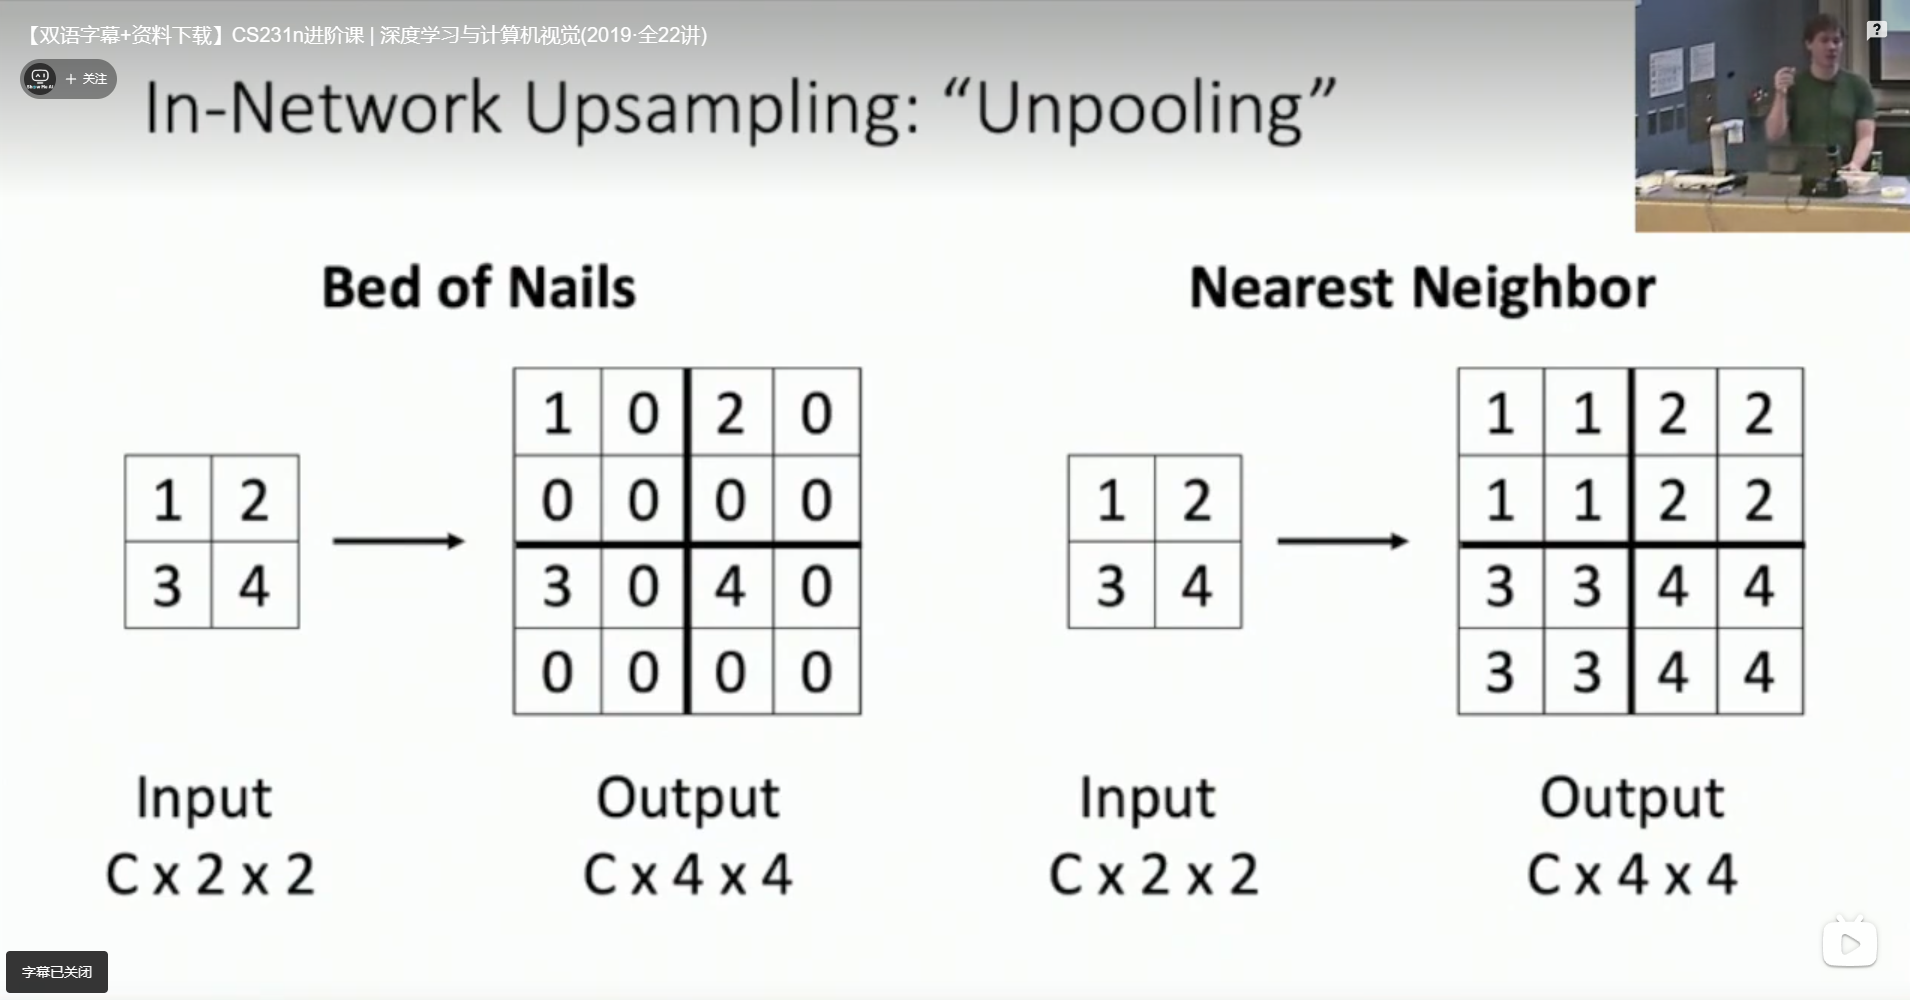 【双语字幕+资料下载】CS231n进阶课 | 深度学习与计算机视觉(2019·全22讲)
+ 关注
In-Network Upsampling: “Unpooling”
Bed of Nails
Nearest Neighbor
1 2
3 4
1 0 2 0
0 0 0 0
3 0 4 0
0 0 0 0
1 2
3 4
1 1 2 2
1 1 2 2
3 3 4 4
3 3 4 4
Input
C x 2 x 2
Output
C x 4 x 4
Input
C x 2 x 2
Output
C x 4 x 4
字幕已关闭